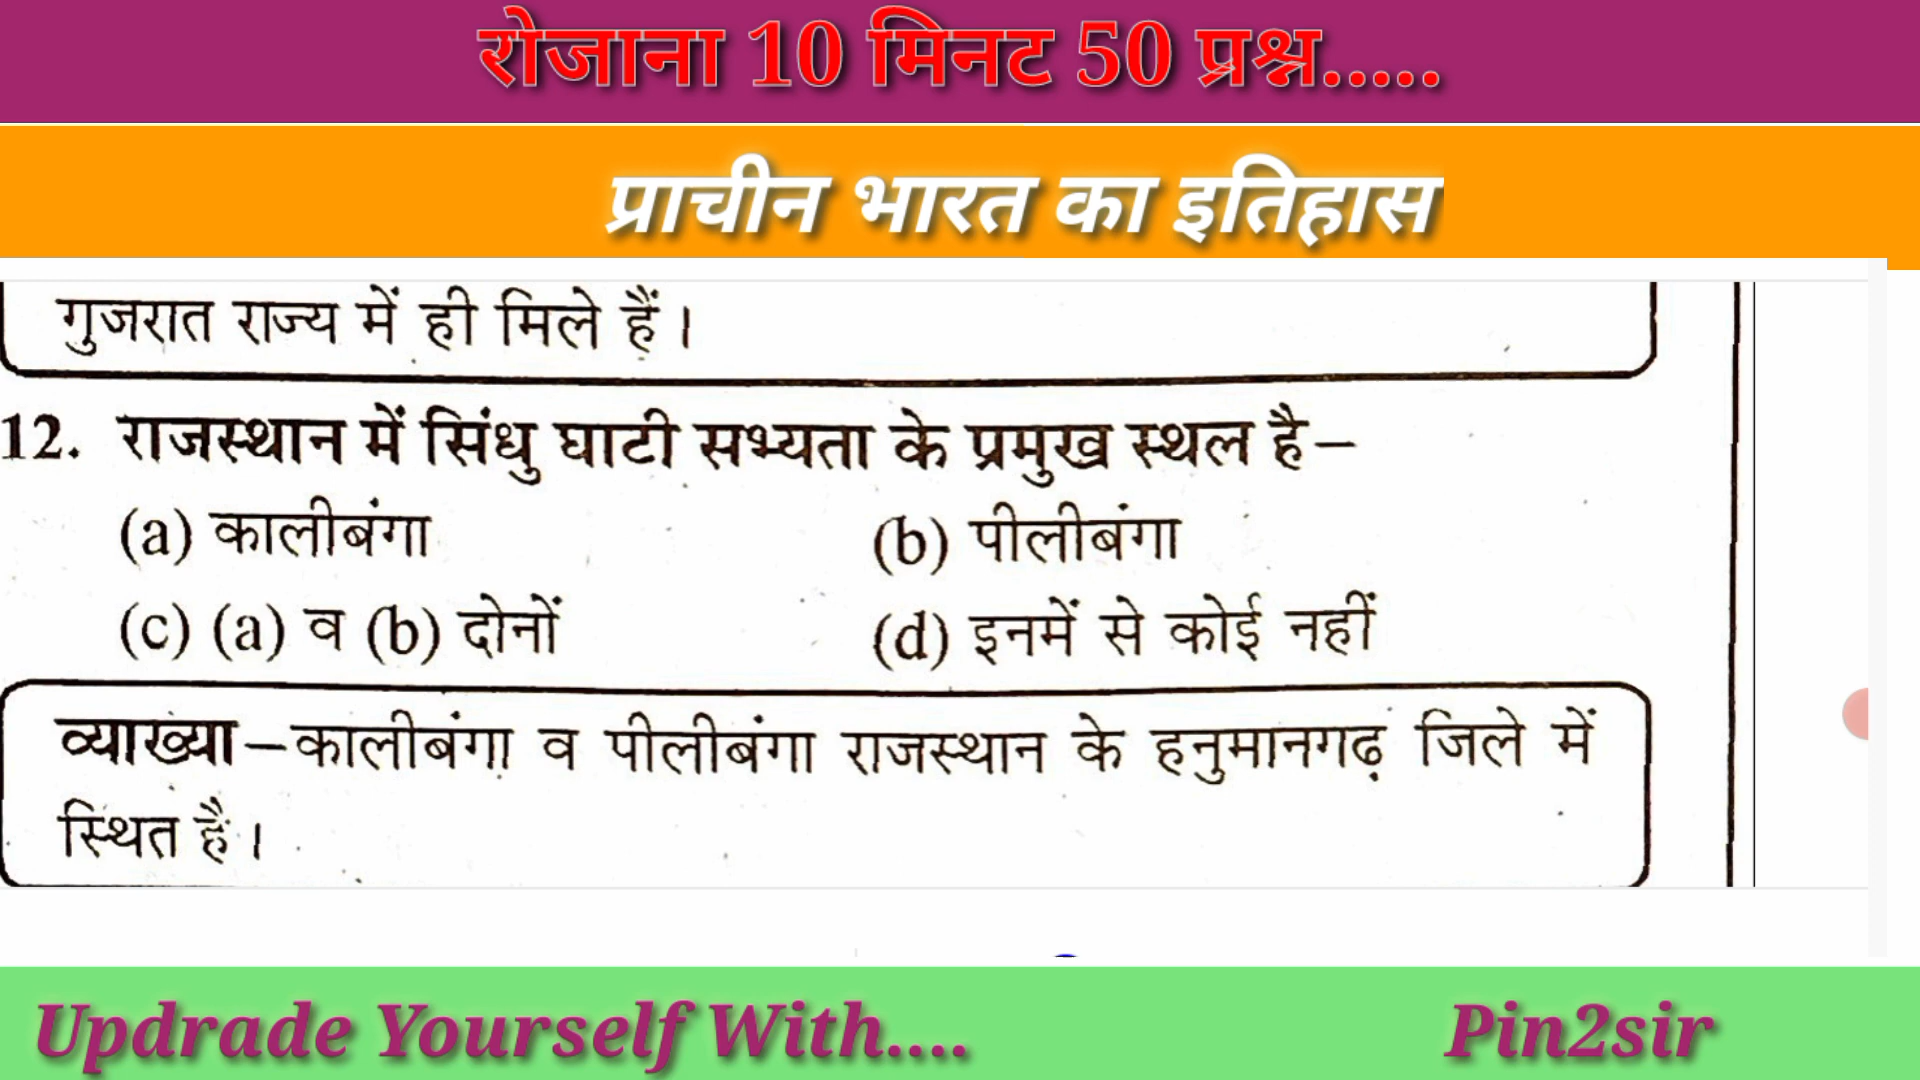 रोजाना 10 मिनट 50 प्रश्न.....
प्राचीन भारत का इतिहास
गुजरात राज्य में ही मिले हैं।
12. राजस्थान में सिंधु घाटी सभ्यता के प्रमुख स्थल है–
(a) कालीबंगा (b) पीलीबंगा
(c) (a) व (b) दोनों (d) इनमें से कोई नहीं
व्याख्या–कालीबंगा व पीलीबंगा राजस्थान के हनुमानगढ़ जिले में
स्थित हैं।
Updrade Yourself With.... Pin2sir